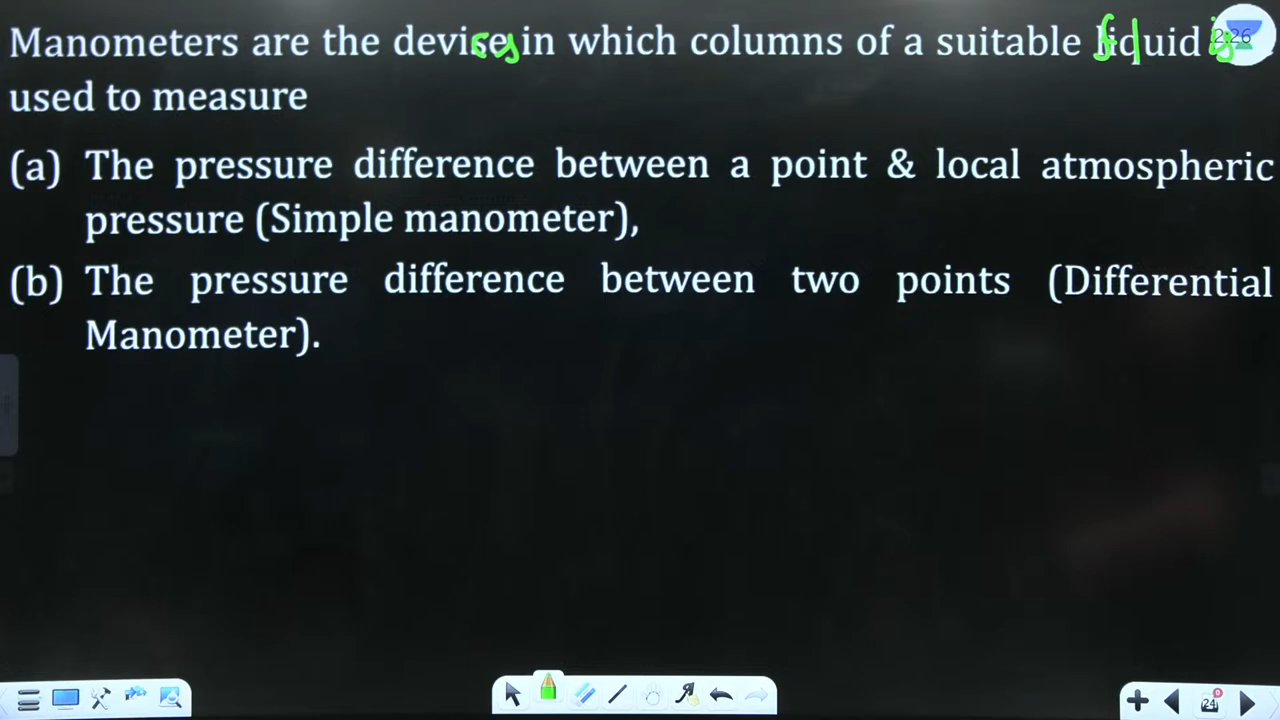 Manometers are the devices in which columns of a suitable fluid is
used to measure
(a) The pressure difference between a point & local atmospheric
pressure (Simple manometer),
(b) The pressure difference between two points (Differential
Manometer).
24